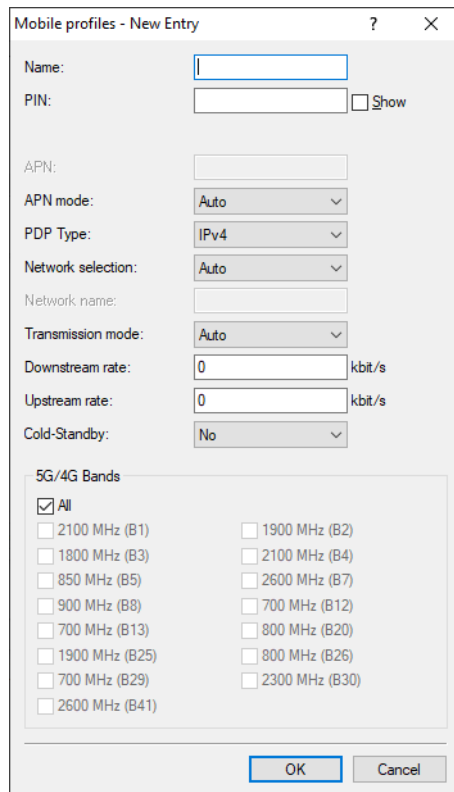 Mobile profiles - New Entry ? ×
Name:
PIN: Show
APN:
APN mode: Auto
PDP Type: IPv4
Network selection: Auto
Network name:
Transmission mode: Auto
Downstream rate: 0 kbit/s
Upstream rate: 0 kbit/s
Cold-Standby: No
5G/4G Bands
All
2100 MHz (B1) 1900 MHz (B2)
1800 MHz (B3) 2100 MHz (B4)
850 MHz (B5) 2600 MHz (B7)
900 MHz (B8) 700 MHz (B12)
700 MHz (B13) 800 MHz (B20)
1900 MHz (B25) 800 MHz (B26)
700 MHz (B29) 2300 MHz (B30)
2600 MHz (B41)
OK Cancel